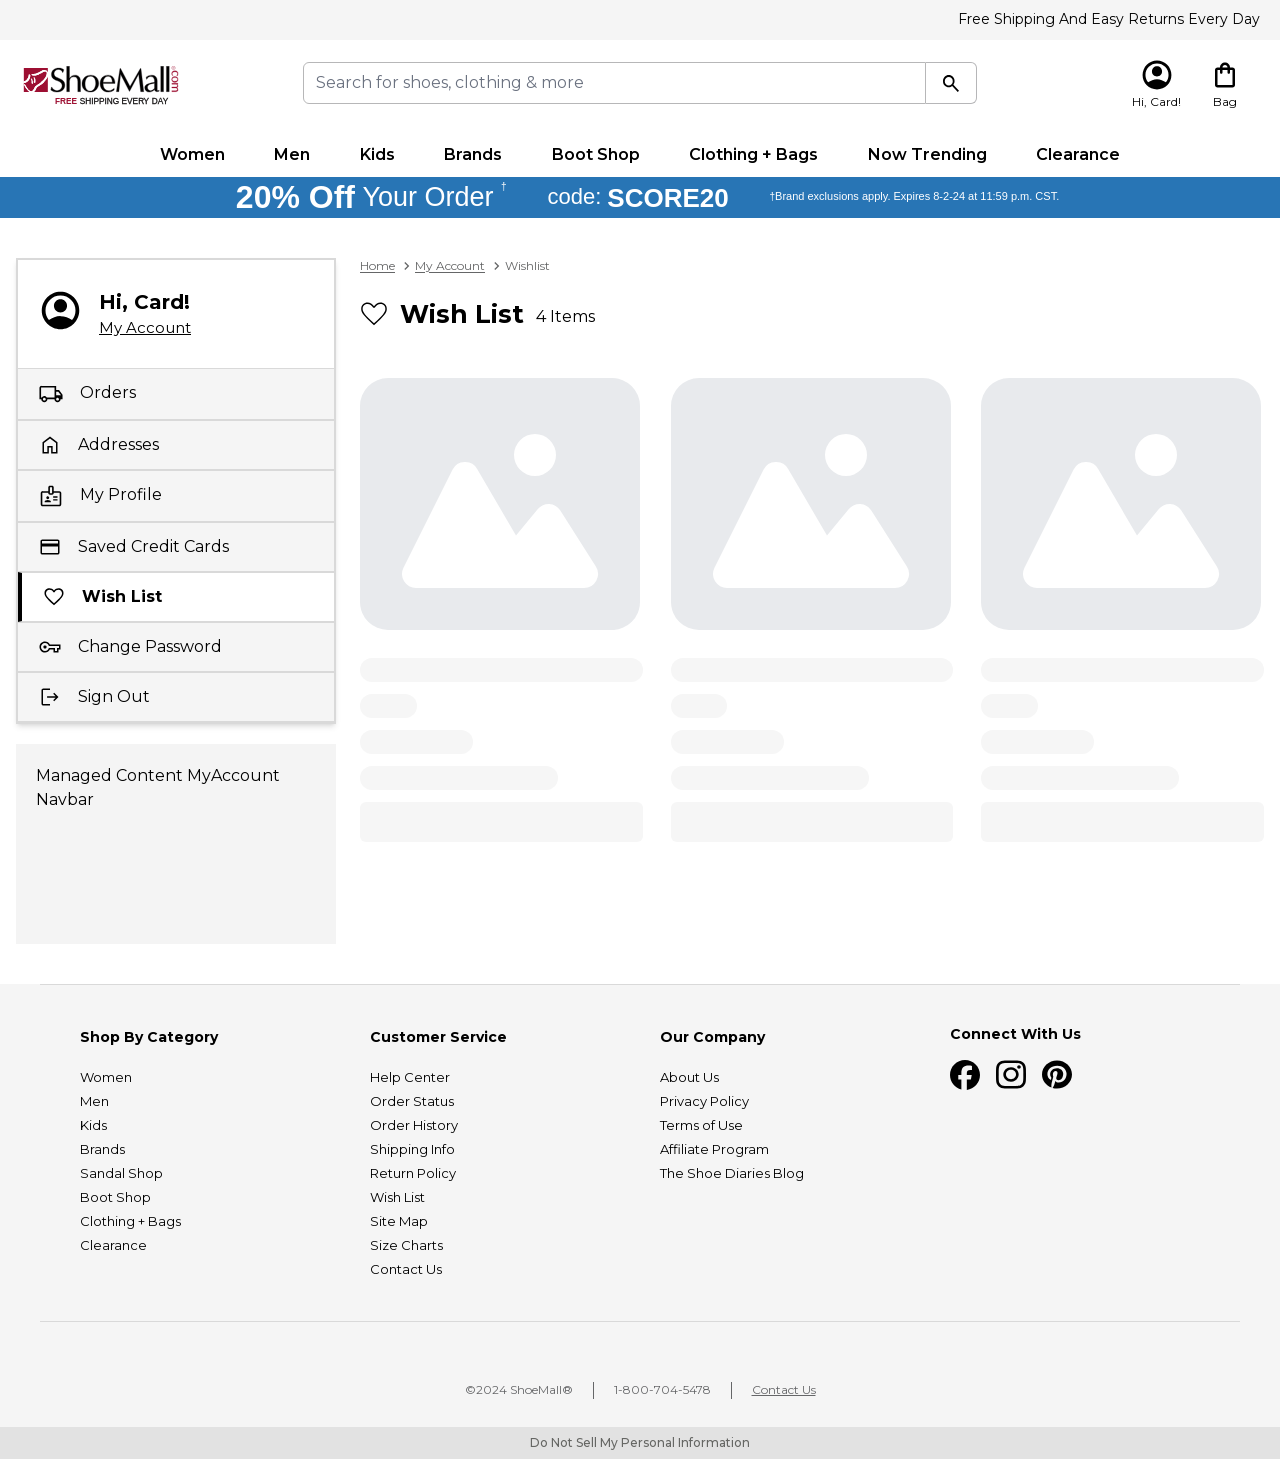 Free Shipping And Easy Returns Every Day
ShoeMall.com®
FREE SHIPPING EVERY DAY
Search for shoes, clothing & more
Hi, Card!
Bag
Women Men Kids Brands Boot Shop Clothing + Bags Now Trending Clearance
20% Off Your Order † code: SCORE20 †Brand exclusions apply. Expires 8-2-24 at 11:59 p.m. CST.
Hi, Card!
My Account
Orders
Addresses
My Profile
Saved Credit Cards
Wish List
Change Password
Sign Out
Managed Content MyAccount
Navbar
Home > My Account > Wishlist
Wish List 4 Items
Shop By Category
Women
Men
Kids
Brands
Sandal Shop
Boot Shop
Clothing + Bags
Clearance
Customer Service
Help Center
Order Status
Order History
Shipping Info
Return Policy
Wish List
Site Map
Size Charts
Contact Us
Our Company
About Us
Privacy Policy
Terms of Use
Affiliate Program
The Shoe Diaries Blog
Connect With Us
©2024 ShoeMall® | 1-800-704-5478 | Contact Us
Do Not Sell My Personal Information